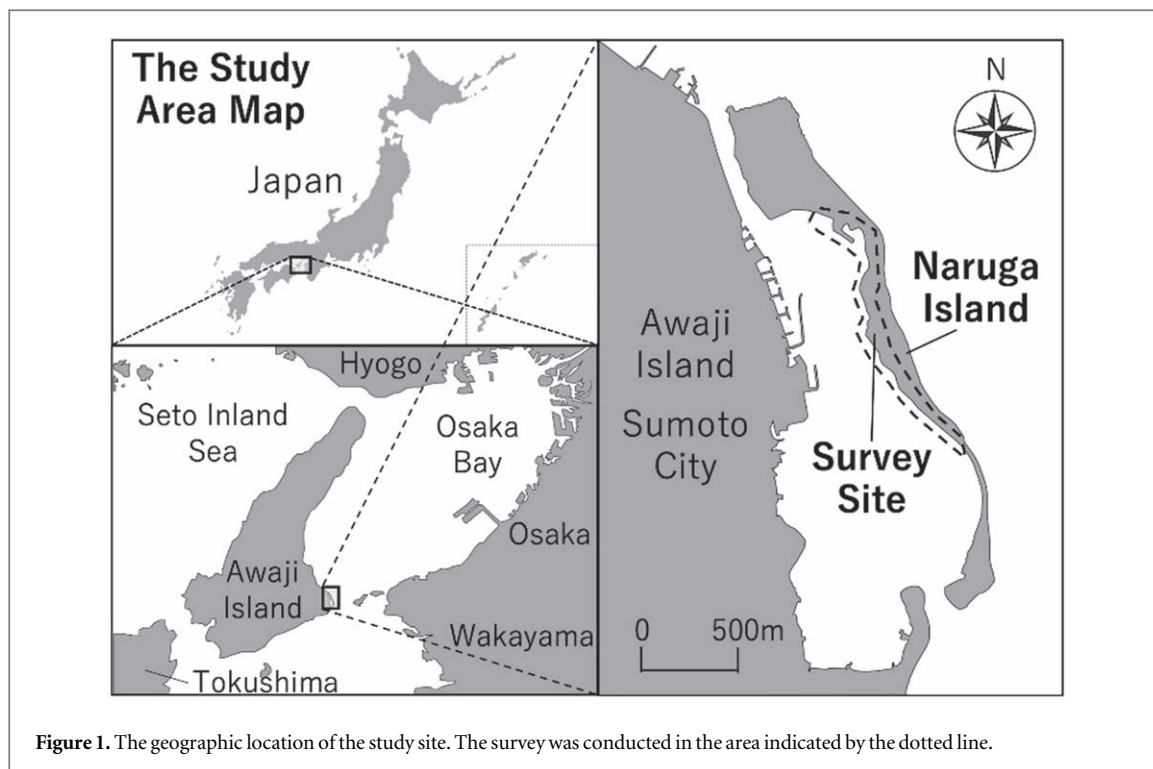 The Study
Area Map
Japan
Hyogo
Seto Inland
Sea
Osaka
Bay
Osaka
Awaji
Island
Wakayama
Tokushima
N
Naruga
Island
Awaji
Island
Sumoto
City
Survey
Site
0 500m
Figure 1. The geographic location of the study site. The survey was conducted in the area indicated by the dotted line.